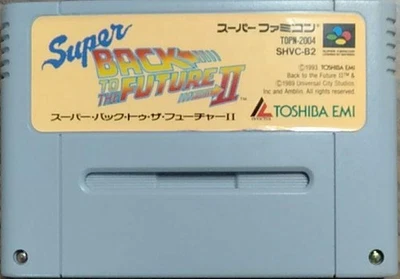 Super
BACK
TO THE
FUTURE
II
TM
スーパー・バック・トゥ・ザ・フューチャーII
スーパーファミコン
TOPN-2004
SHVC-B2
©1993 TOSHIBA EMI
Back to the Future II™ &
©1989 Universal City Studios
Inc and Amblin. All rights reserved.
TOSHIBA EMI